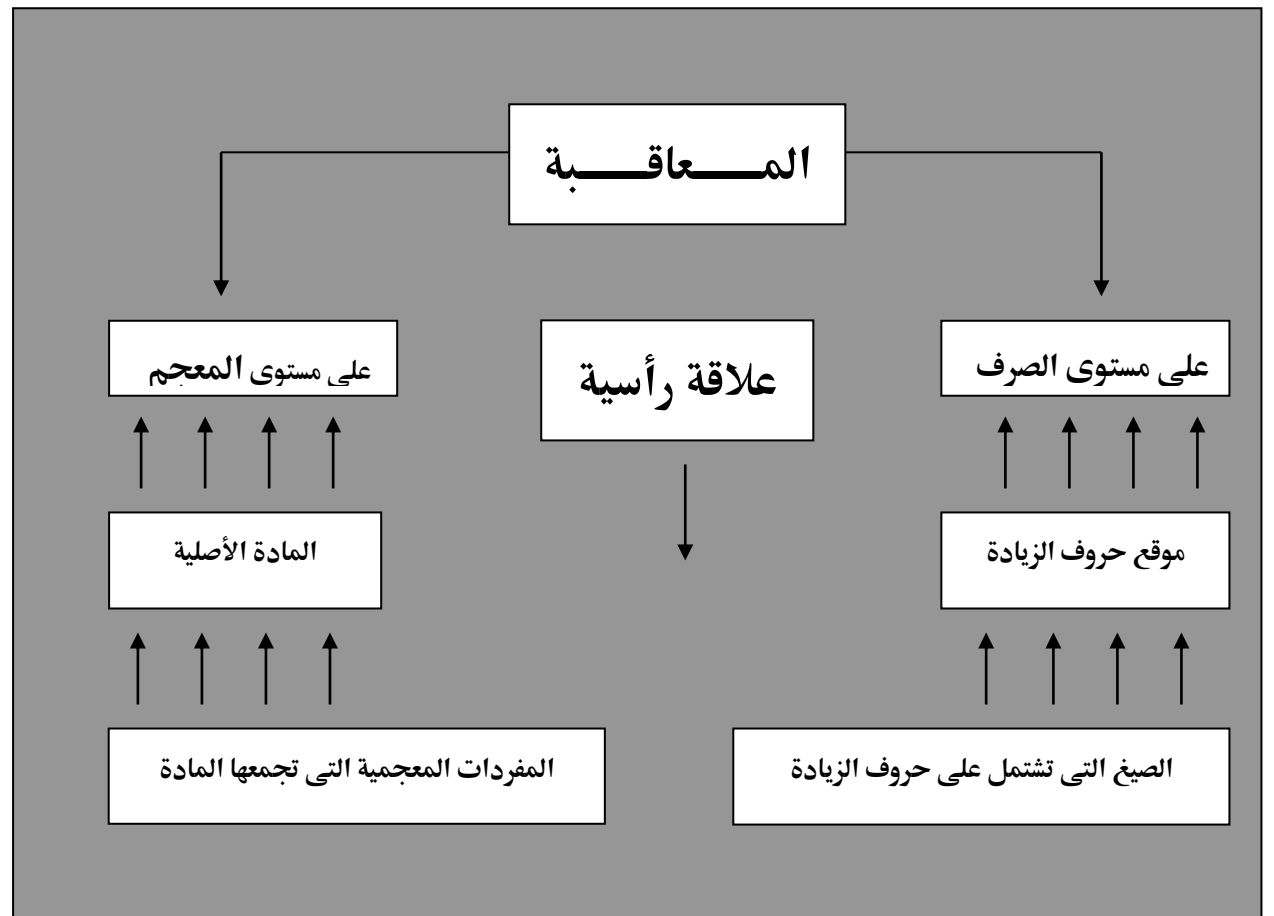 المـــــعاقـــــبة
على مستوى الصرف
علاقة رأسية
على مستوى المعجم
موقع حروف الزيادة
المادة الأصلية
الصيغ التى تشتمل على حروف الزيادة
المفردات المعجمية التى تجمعها المادة